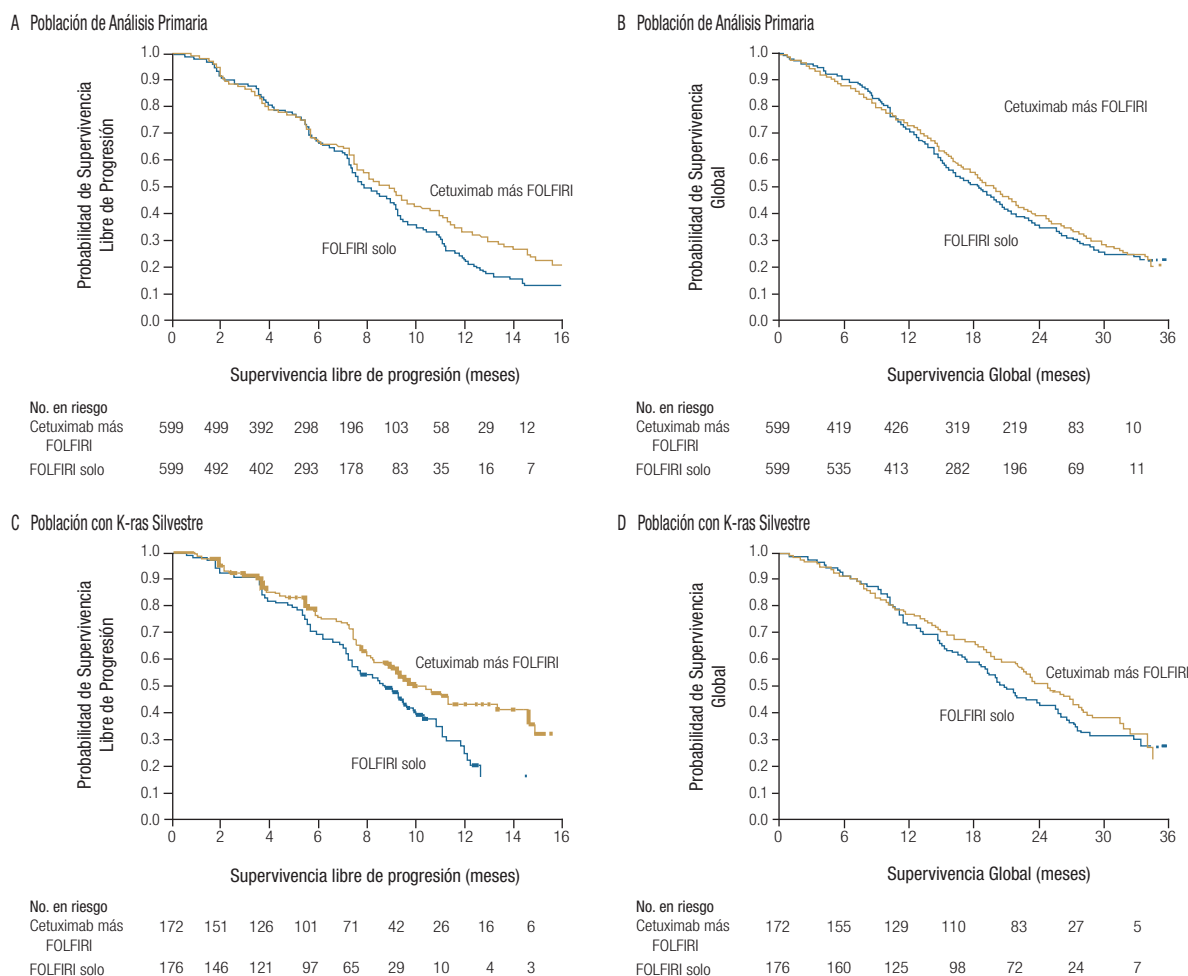 A Población de Análisis Primaria
Probabilidad de Supervivencia
Libre de Progresión
1.0
0.9
0.8
0.7
0.6
0.5
0.4
0.3
0.2
0.1
0.0
Cetuximab más FOLFIRI
FOLFIRI solo
0 2 4 6 8 10 12 14 16
Supervivencia libre de progresión (meses)
No. en riesgo
Cetuximab más 599 499 392 298 196 103 58 29 12
FOLFIRI
FOLFIRI solo 599 492 402 293 178 83 35 16 7
B Población de Análisis Primaria
Probabilidad de Supervivencia
Global
1.0
0.9
0.8
0.7
0.6
0.5
0.4
0.3
0.2
0.1
0.0
Cetuximab más FOLFIRI
FOLFIRI solo
0 6 12 18 24 30 36
Supervivencia Global (meses)
No. en riesgo
Cetuximab más 599 419 426 319 219 83 10
FOLFIRI
FOLFIRI solo 599 535 413 282 196 69 11
C Población con K-ras Silvestre
Probabilidad de Supervivencia
Libre de Progresión
1.0
0.9
0.8
0.7
0.6
0.5
0.4
0.3
0.2
0.1
0.0
Cetuximab más FOLFIRI
FOLFIRI solo
0 2 4 6 8 10 12 14 16
Supervivencia libre de progresión (meses)
No. en riesgo
Cetuximab más 172 151 126 101 71 42 26 16 6
FOLFIRI
FOLFIRI solo 176 146 121 97 65 29 10 4 3
D Población con K-ras Silvestre
Probabilidad de Supervivencia
Global
1.0
0.9
0.8
0.7
0.6
0.5
0.4
0.3
0.2
0.1
0.0
Cetuximab más FOLFIRI
FOLFIRI solo
0 6 12 18 24 30 36
Supervivencia Global (meses)
No. en riesgo
Cetuximab más 172 155 129 110 83 27 5
FOLFIRI
FOLFIRI solo 176 160 125 98 72 24 7